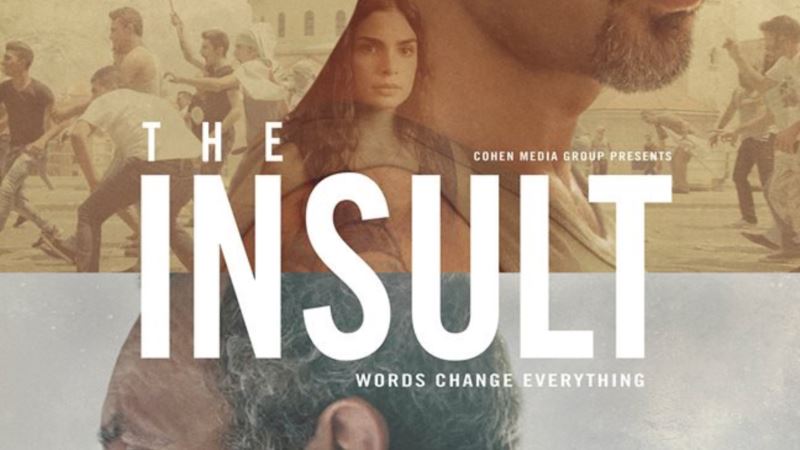 THE
COHEN MEDIA GROUP PRESENTS
INSULT
WORDS CHANGE EVERYTHING